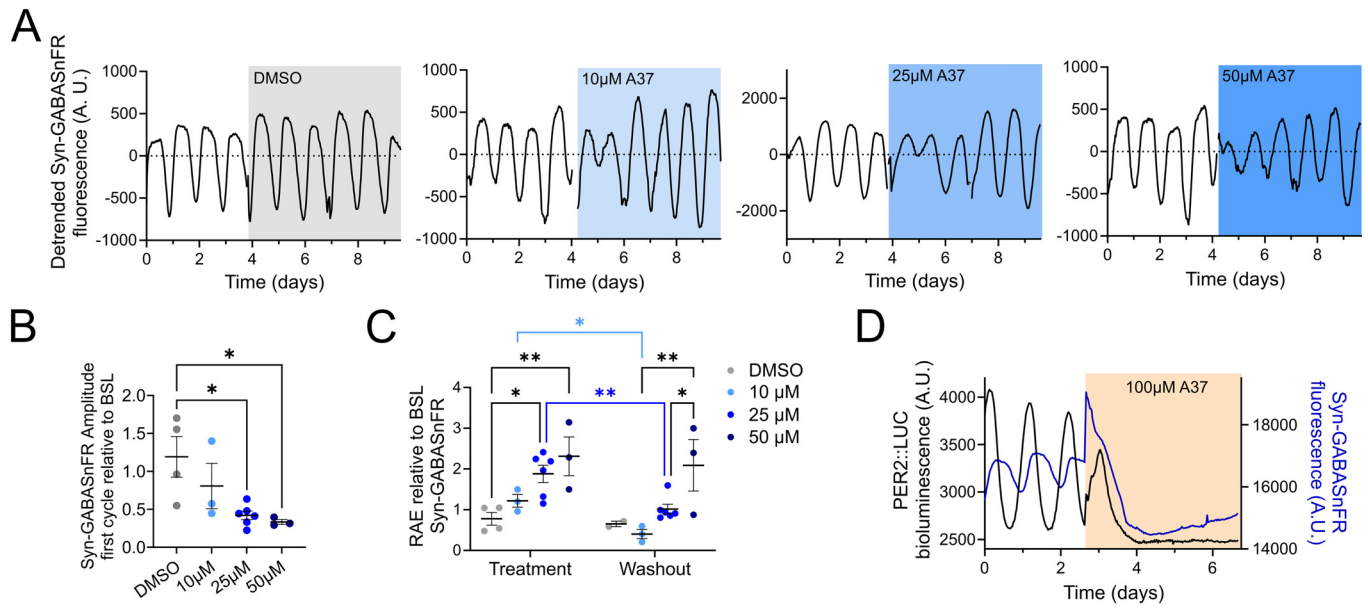 A
Detrended Syn-GABASnFR
fluorescence (A. U.)
1000
500
0
-500
-1000
DMSO
0 2 4 6 8
Time (days)
1000
500
0
-500
-1000
10µM A37
0 2 4 6 8
Time (days)
2000
0
-2000
25µM A37
0 2 4 6 8
Time (days)
1000
500
0
-500
-1000
50µM A37
0 2 4 6 8
Time (days)
B
Syn-GABASnFR Amplitude
first cycle relative to BSL
2.0
1.5
1.0
0.5
0.0
*
*
DMSO
10µM
25µM
50µM
C
RAE relative to BSL
Syn-GABASnFR
4
3
2
1
0
*
** **
* ** *
Treatment Washout
DMSO
10 µM
25 µM
50 µM
D
PER2::LUC
bioluminescence (A.U.)
4000
3500
3000
2500
100µM A37
18000
16000
14000
Syn-GABASnFR
fluorescence (A.U.)
0 2 4 6
Time (days)